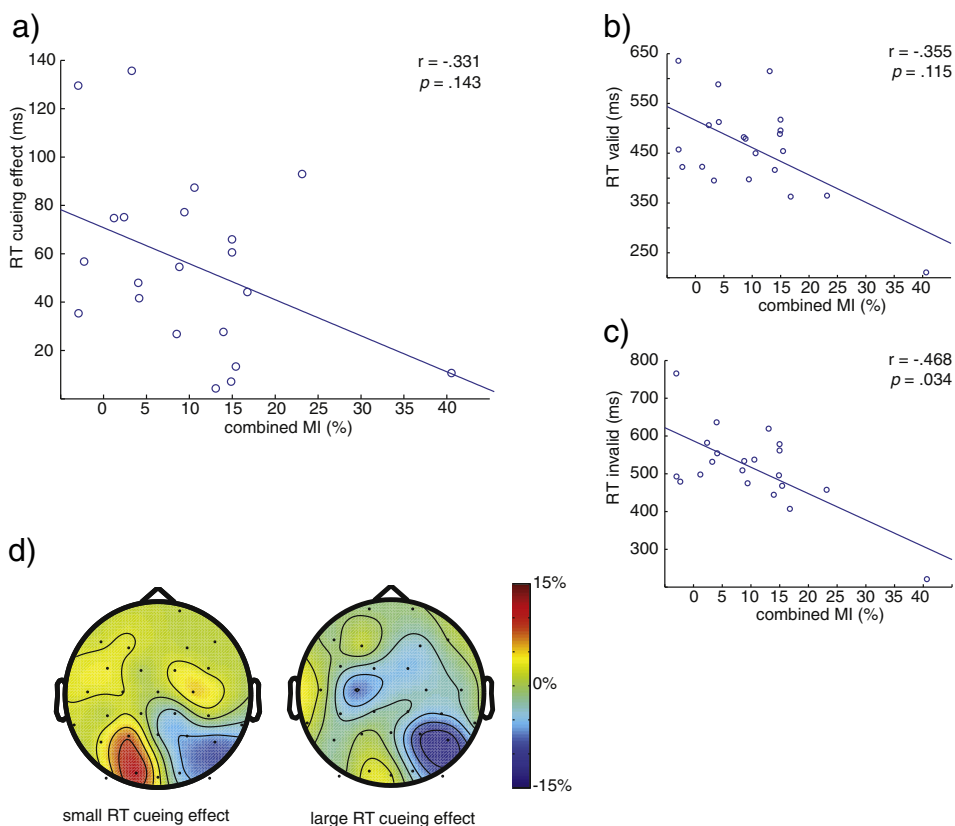 a)
r = -.331
p = .143
RT cueing effect (ms)
140
120
100
80
60
40
20
0 5 10 15 20 25 30 35 40
combined MI (%)
b)
r = -.355
p = .115
RT valid (ms)
650
550
450
350
250
0 5 10 15 20 25 30 35 40
combined MI (%)
c)
r = -.468
p = .034
RT invalid (ms)
800
700
600
500
400
300
0 5 10 15 20 25 30 35 40
combined MI (%)
d)
15%
0%
-15%
small RT cueing effect
large RT cueing effect